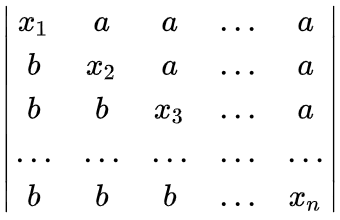 | x₁ a a … a |
| b x₂ a … a |
| b b x₃ … a |
| … … … … … |
| b b b … xₙ |